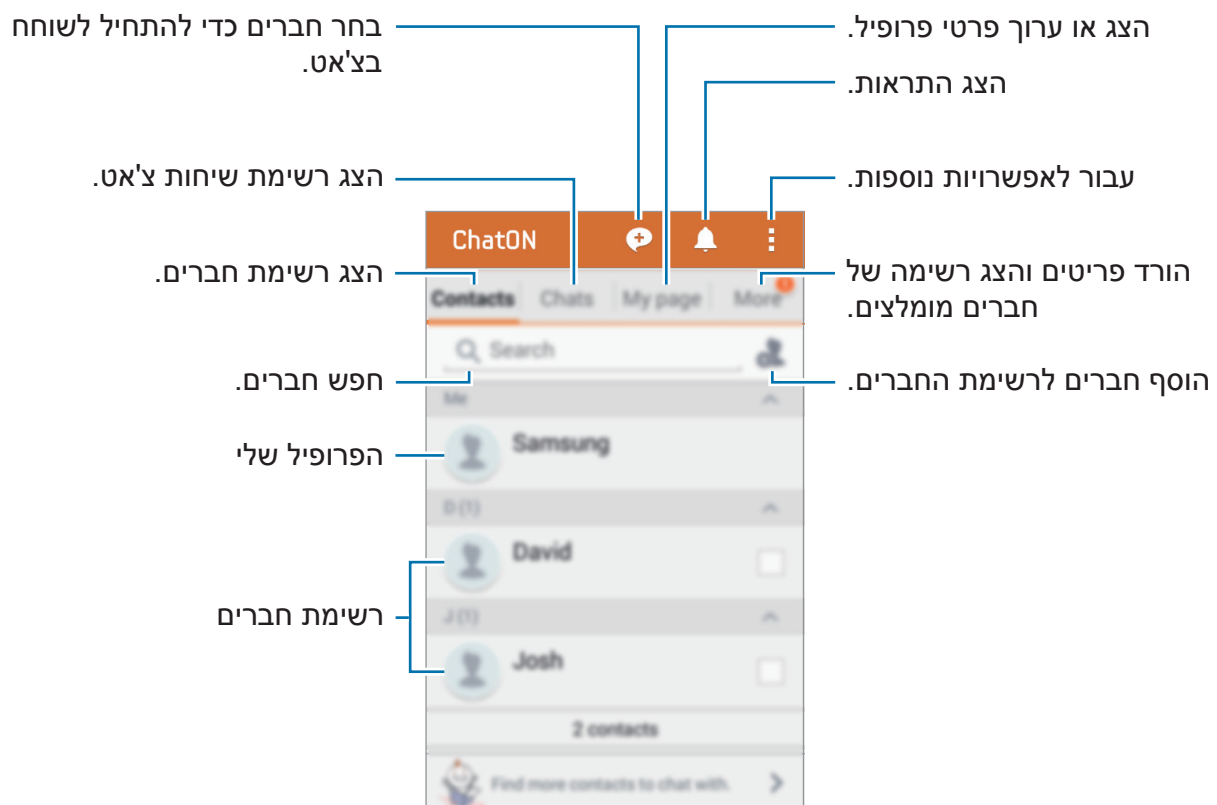 הצג או ערוך פרטי פרופיל.
הצג התראות.
עבור לאפשרויות נוספות.
הורד פריטים והצג רשימה של
חברים מומלצים.
הוסף חברים לרשימת החברים.
בחר חברים כדי להתחיל לשוחח
בצ'אט.
הצג רשימת שיחות צ'אט.
הצג רשימת חברים.
חפש חברים.
הפרופיל שלי
רשימת חברים
ChatON
Contacts Chats My page More 1
Search
Me
Samsung
D (1)
David
J (1)
Josh
2 contacts
Find more contacts to chat with.